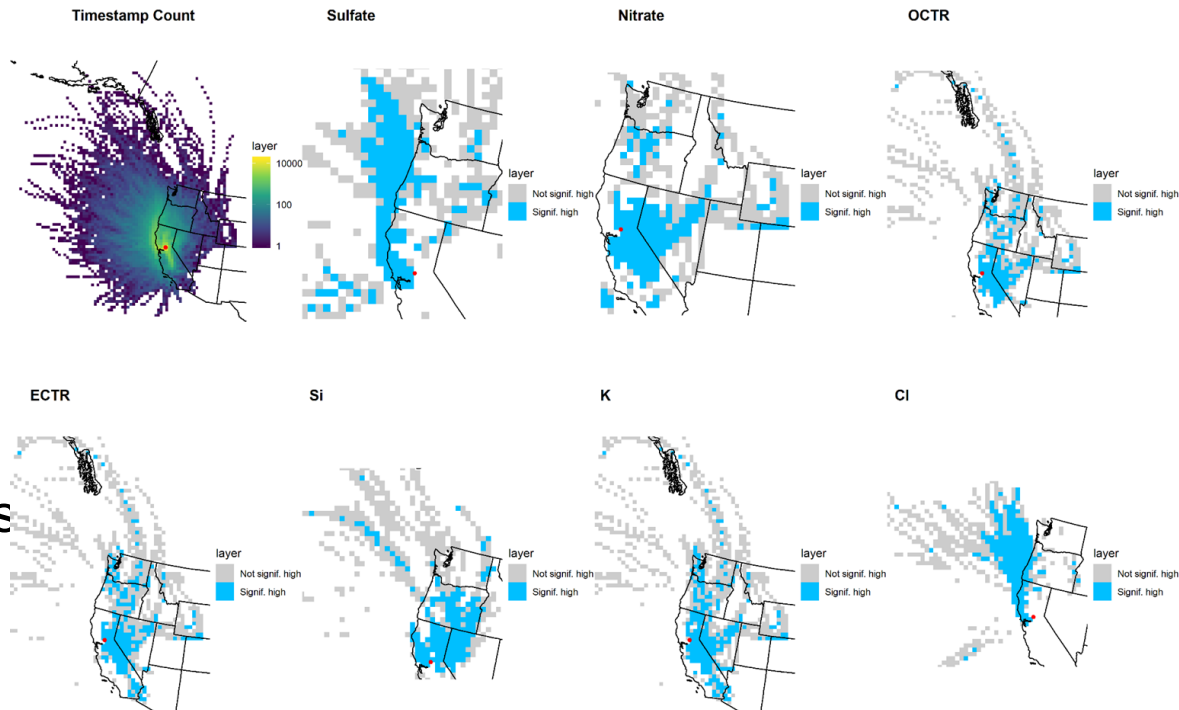 Timestamp Count
Sulfate
Nitrate
OCTR
layer
10000
100
1
layer
Not signif. high
Signif. high
layer
Not signif. high
Signif. high
layer
Not signif. high
Signif. high
ECTR
Si
K
Cl
s
layer
Not signif. high
Signif. high
layer
Not signif. high
Signif. high
layer
Not signif. high
Signif. high
layer
Not signif. high
Signif. high